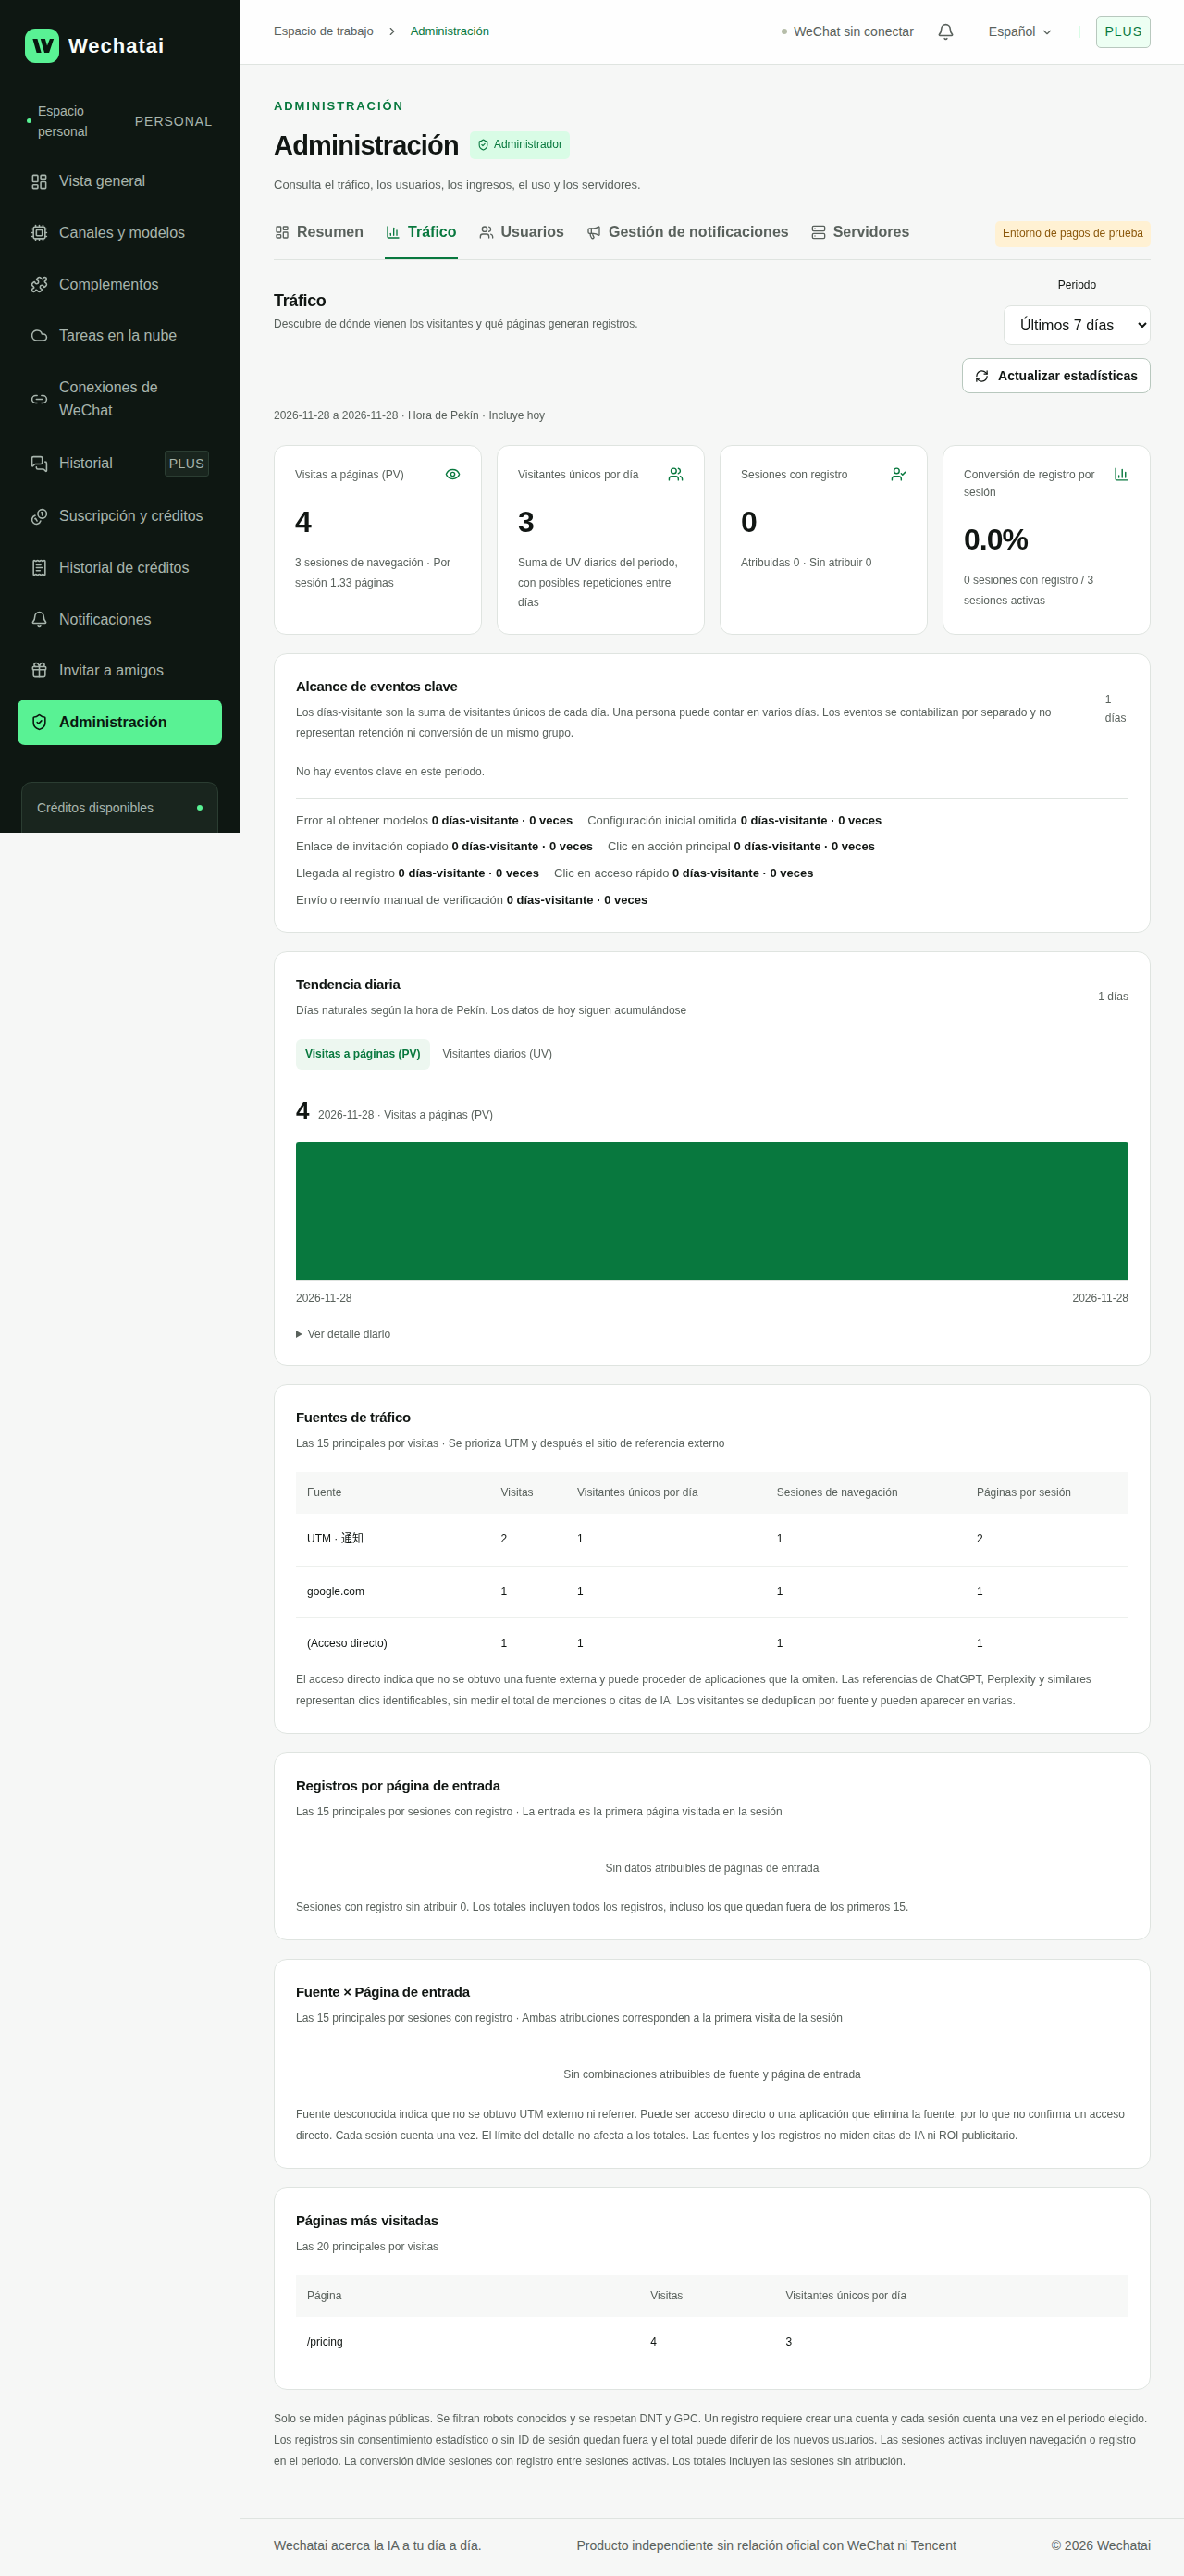 Wechatai
Espacio personal
PERSONAL
Vista general
Canales y modelos
Complementos
Tareas en la nube
Conexiones de WeChat
Historial
PLUS
Suscripción y créditos
Historial de créditos
Notificaciones
Invitar a amigos
Administración
Créditos disponibles
Espacio de trabajo
Administración
WeChat sin conectar
Español
PLUS
ADMINISTRACIÓN
Administración
Administrador
Consulta el tráfico, los usuarios, los ingresos, el uso y los servidores.
Resumen
Tráfico
Usuarios
Gestión de notificaciones
Servidores
Entorno de pagos de prueba
Tráfico
Descubre de dónde vienen los visitantes y qué páginas generan registros.
Periodo
Últimos 7 días
Actualizar estadísticas
2026-11-28 a 2026-11-28 · Hora de Pekín · Incluye hoy
Visitas a páginas (PV)
4
3 sesiones de navegación · Por
sesión 1.33 páginas
Visitantes únicos por día
3
Suma de UV diarios del periodo,
con posibles repeticiones entre
días
Sesiones con registro
0
Atribuidas 0 · Sin atribuir 0
Conversión de registro por
sesión
0.0%
0 sesiones con registro / 3
sesiones activas
Alcance de eventos clave
Los días-visitante son la suma de visitantes únicos de cada día. Una persona puede contar en varios días. Los eventos se contabilizan por separado y no
representan retención ni conversión de un mismo grupo.
1
días
No hay eventos clave en este periodo.
Error al obtener modelos 0 días-visitante · 0 veces Configuración inicial omitida 0 días-visitante · 0 veces
Enlace de invitación copiado 0 días-visitante · 0 veces Clic en acción principal 0 días-visitante · 0 veces
Llegada al registro 0 días-visitante · 0 veces Clic en acceso rápido 0 días-visitante · 0 veces
Envío o reenvío manual de verificación 0 días-visitante · 0 veces
Tendencia diaria
Días naturales según la hora de Pekín. Los datos de hoy siguen acumulándose
1 días
Visitas a páginas (PV)
Visitantes diarios (UV)
4 2026-11-28 · Visitas a páginas (PV)
2026-11-28
2026-11-28
Ver detalle diario
Fuentes de tráfico
Las 15 principales por visitas · Se prioriza UTM y después el sitio de referencia externo
Fuente Visitas Visitantes únicos por día Sesiones de navegación Páginas por sesión
UTM · 通知 2 1 1 2
google.com 1 1 1 1
(Acceso directo) 1 1 1 1
El acceso directo indica que no se obtuvo una fuente externa y puede proceder de aplicaciones que la omiten. Las referencias de ChatGPT, Perplexity y similares
representan clics identificables, sin medir el total de menciones o citas de IA. Los visitantes se deduplican por fuente y pueden aparecer en varias.
Registros por página de entrada
Las 15 principales por sesiones con registro · La entrada es la primera página visitada en la sesión
Sin datos atribuibles de páginas de entrada
Sesiones con registro sin atribuir 0. Los totales incluyen todos los registros, incluso los que quedan fuera de los primeros 15.
Fuente × Página de entrada
Las 15 principales por sesiones con registro · Ambas atribuciones corresponden a la primera visita de la sesión
Sin combinaciones atribuibles de fuente y página de entrada
Fuente desconocida indica que no se obtuvo UTM externo ni referrer. Puede ser acceso directo o una aplicación que elimina la fuente, por lo que no confirma un acceso
directo. Cada sesión cuenta una vez. El límite del detalle no afecta a los totales. Las fuentes y los registros no miden citas de IA ni ROI publicitario.
Páginas más visitadas
Las 20 principales por visitas
Página Visitas Visitantes únicos por día
/pricing 4 3
Solo se miden páginas públicas. Se filtran robots conocidos y se respetan DNT y GPC. Un registro requiere crear una cuenta y cada sesión cuenta una vez en el periodo elegido.
Los registros sin consentimiento estadístico o sin ID de sesión quedan fuera y el total puede diferir de los nuevos usuarios. Las sesiones activas incluyen navegación o registro
en el periodo. La conversión divide sesiones con registro entre sesiones activas. Los totales incluyen las sesiones sin atribución.
Wechatai acerca la IA a tu día a día.
Producto independiente sin relación oficial con WeChat ni Tencent
© 2026 Wechatai